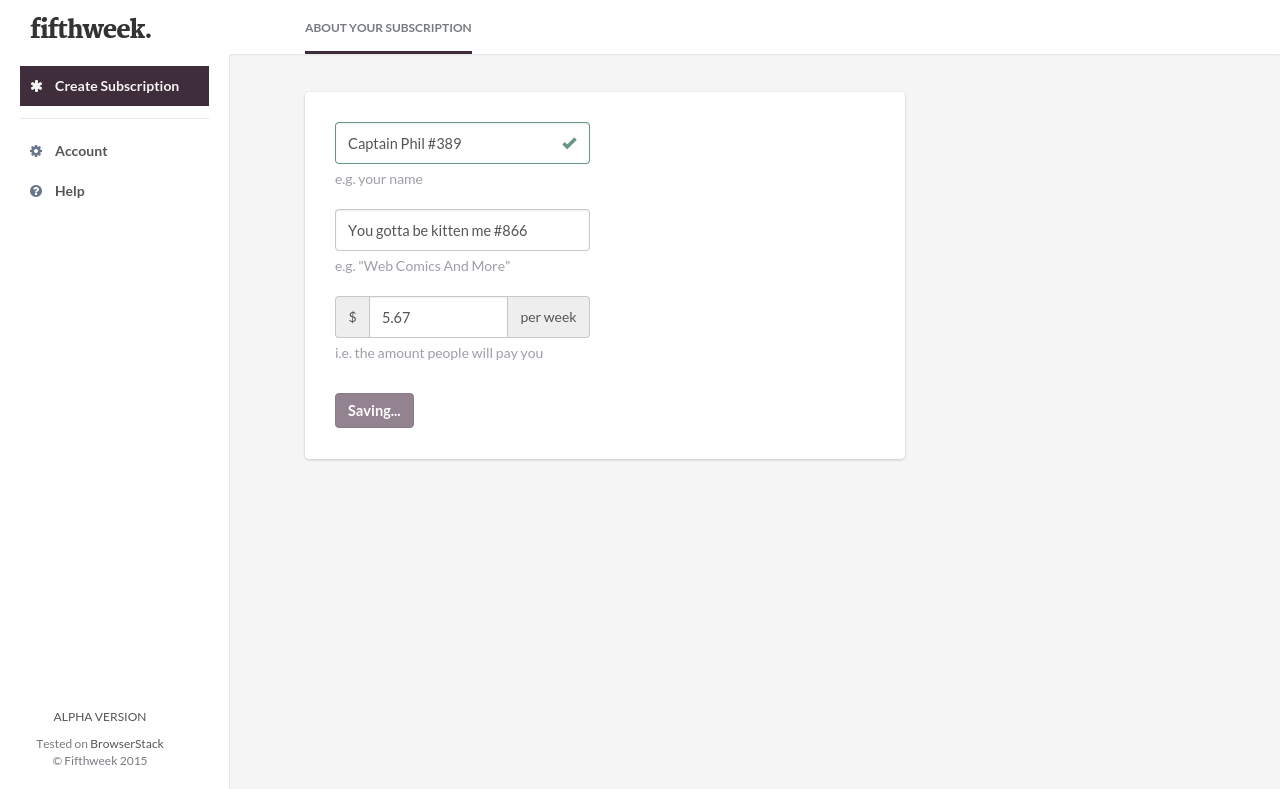 fifthweek.
ABOUT YOUR SUBSCRIPTION
Create Subscription
Account
Help
Captain Phil #389
e.g. your name
You gotta be kitten me #866
e.g. "Web Comics And More"
$ 5.67 per week
i.e. the amount people will pay you
Saving...
ALPHA VERSION
Tested on BrowserStack
© Fifthweek 2015